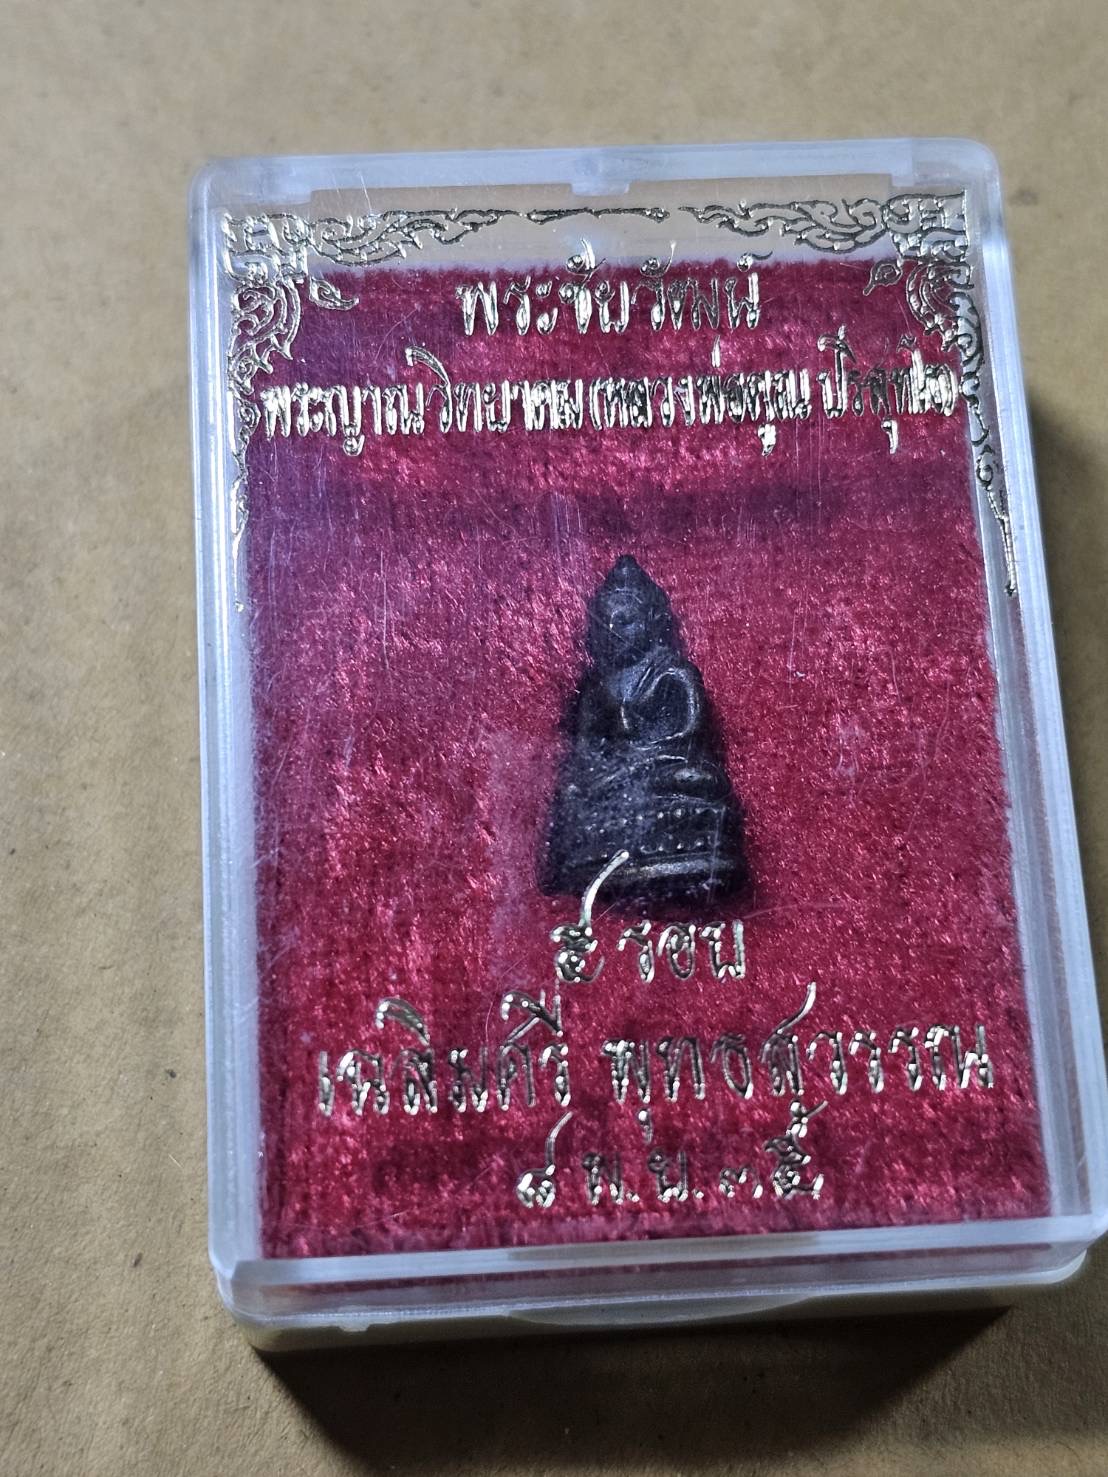 พระชัยวัฒน์
พระญาณวิทยาคม (หลวงพ่อคูณ ปริสุทโธ)
๕ รอบ
เฉลิมศิริ พุทธสุวรรณ
๘ พ.ย. ๓๕